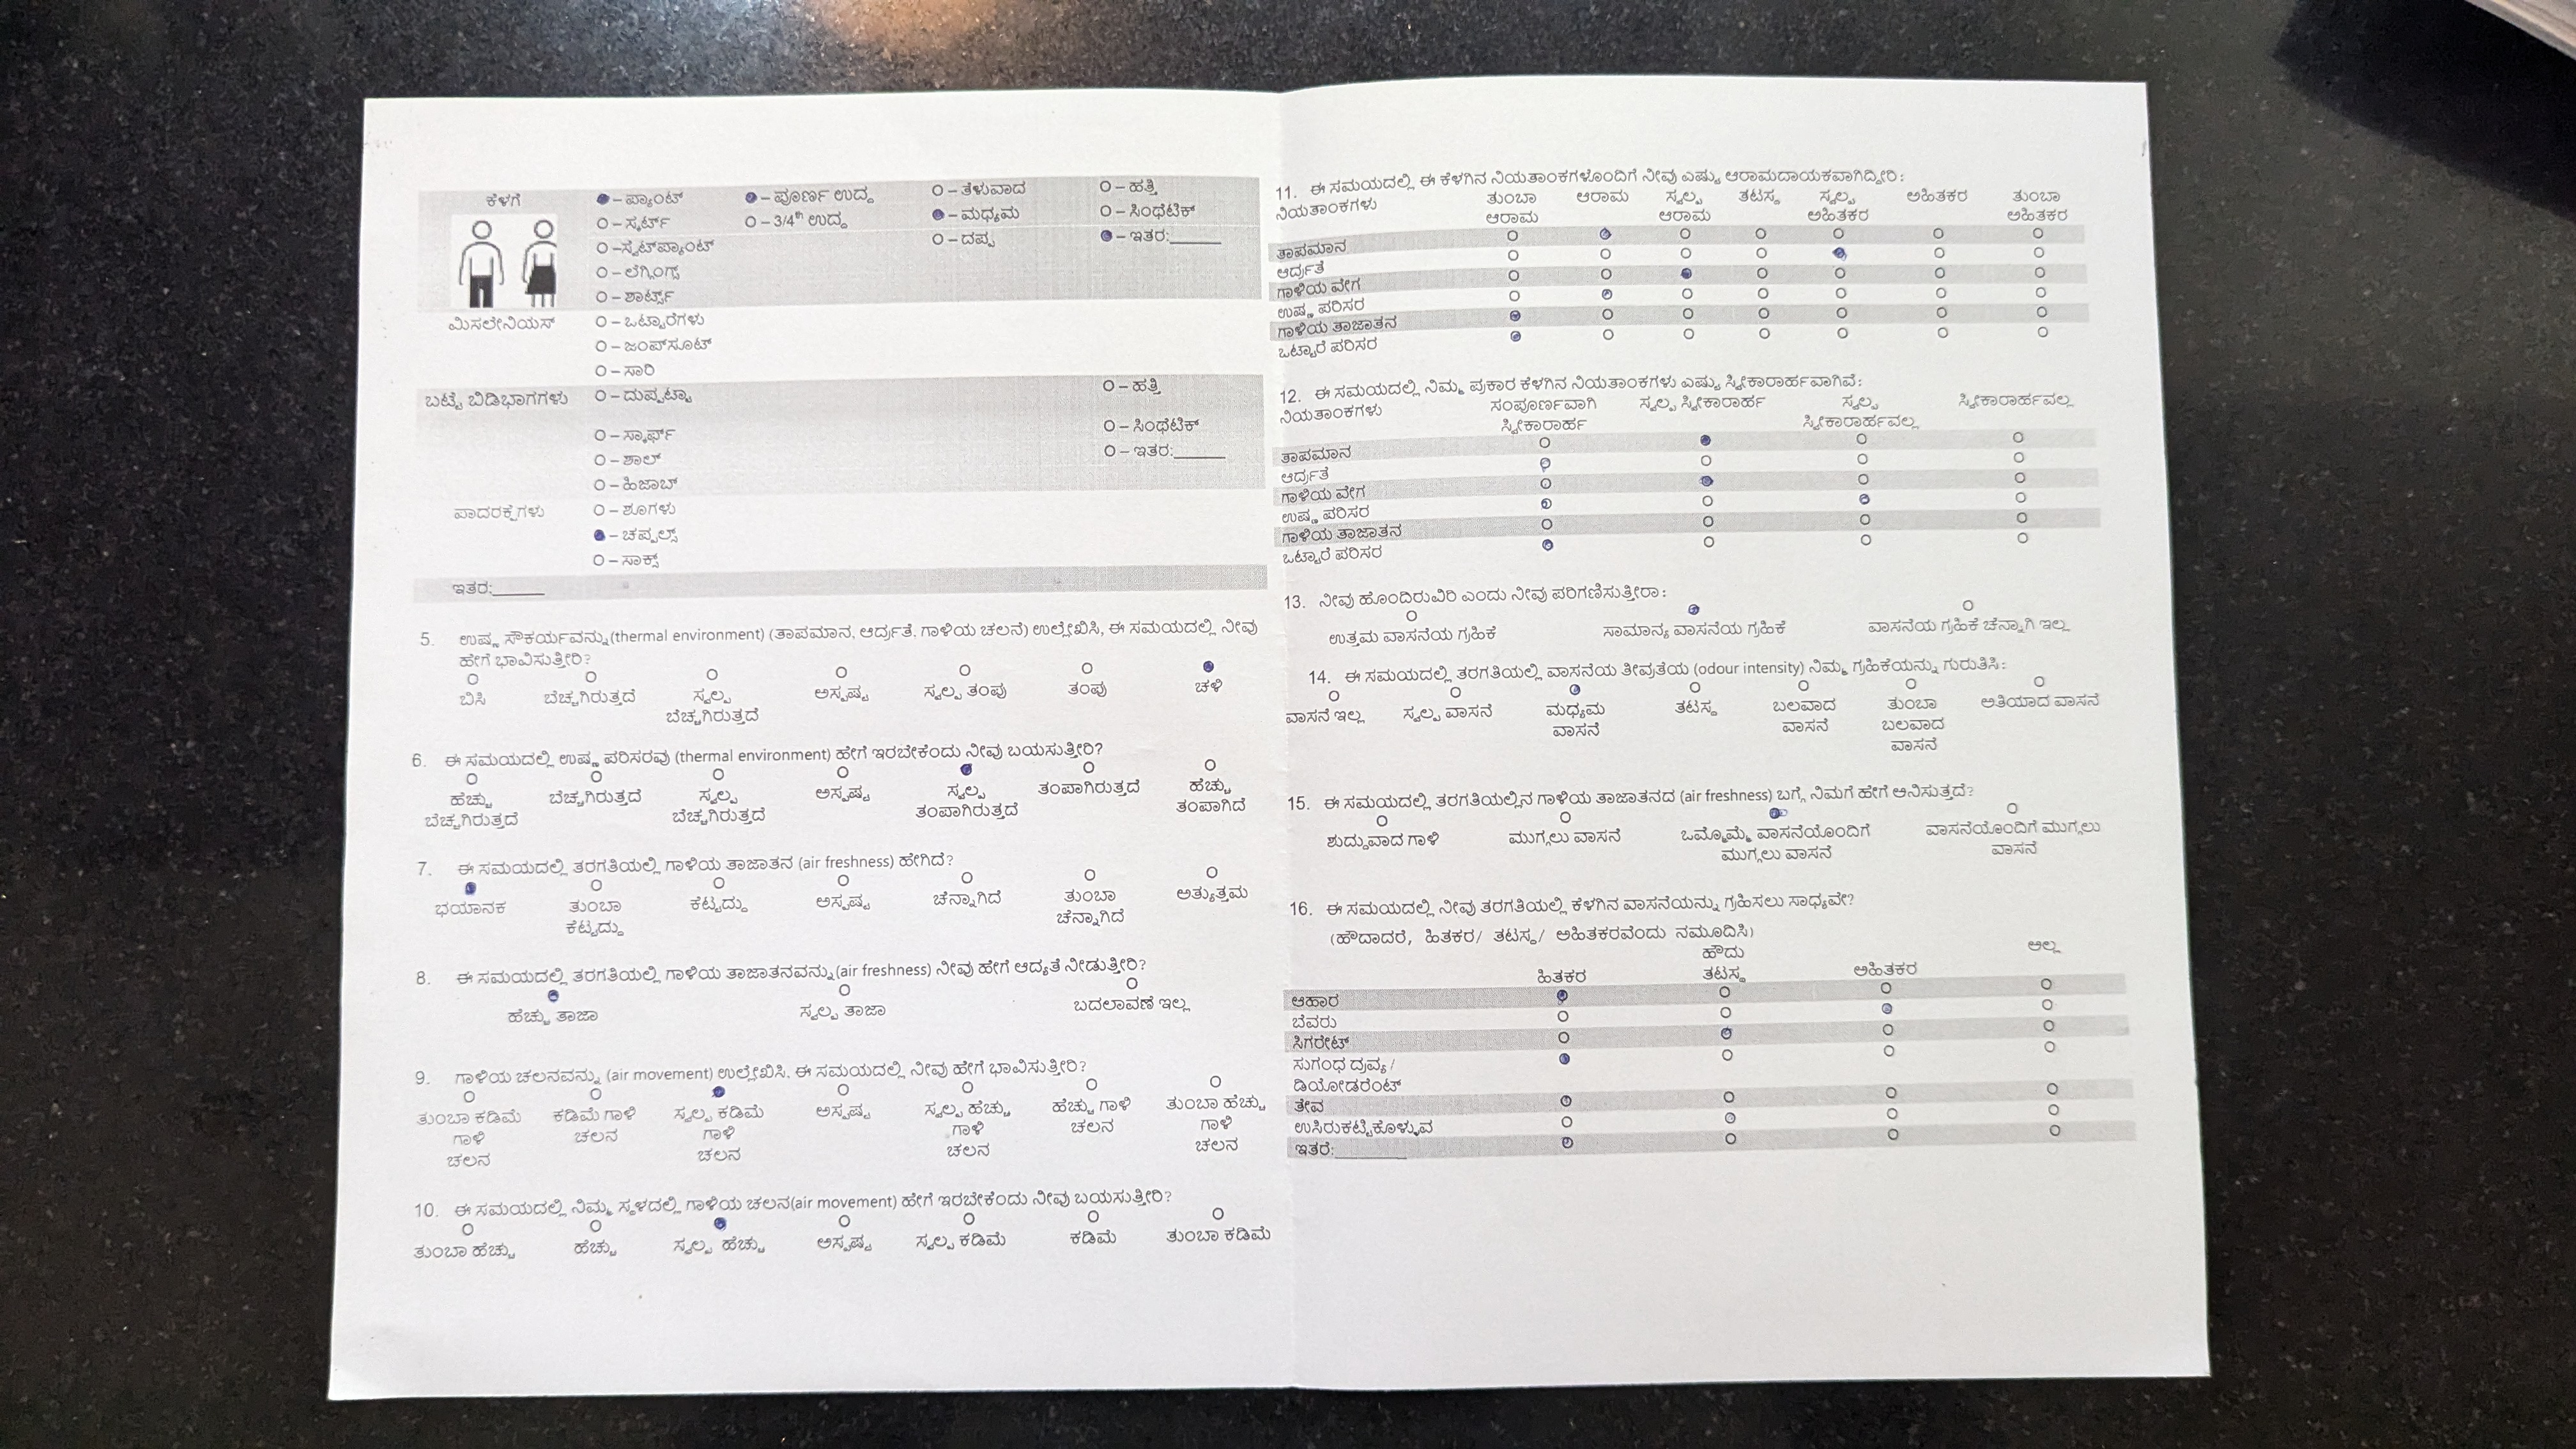 ಕೆಳಗೆ ●– ಪ್ಯಾಂಟ್ ●– ಪೂರ್ಣ ಉದ್ದ O – ತೆಳುವಾದ O – ಹತ್ತಿ
O – ಸ್ಕರ್ಟ್ O – 3/4th ಉದ್ದ ●– ಮಧ್ಯಮ O – ಸಿಂಥೆಟಿಕ್
O –ಸ್ವೆಟ್‌ಪ್ಯಾಂಟ್ O – ದಪ್ಪ ●– ಇತರ:______
O – ಲೆಗ್ಗಿಂಗ್ಸ್
O – ಶಾರ್ಟ್ಸ್
ಮಿಸಲೇನಿಯಸ್ O – ಒಟ್ಟಾರೆಗಳು
O – ಜಂಪ್‌ಸೂಟ್
O – ಸಾರಿ
ಬಟ್ಟೆ ಬಿಡಿಭಾಗಗಳು O – ದುಪ್ಪಟ್ಟಾ O – ಹತ್ತಿ
O – ಸ್ಕಾರ್ಫ್ O – ಸಿಂಥೆಟಿಕ್
O – ಶಾಲ್ O – ಇತರ:______
O – ಹಿಜಾಬ್
ಪಾದರಕ್ಷೆಗಳು O – ಶೂಗಳು
●– ಚಪ್ಪಲ್ಸ್
O – ಸಾಕ್ಸ್
ಇತರ:______
5. ಉಷ್ಣ ಸೌಕರ್ಯವನ್ನು(thermal environment) (ತಾಪಮಾನ, ಆರ್ದ್ರತೆ, ಗಾಳಿಯ ಚಲನೆ) ಉಲ್ಲೇಖಿಸಿ, ಈ ಸಮಯದಲ್ಲಿ ನೀವು
ಹೇಗೆ ಭಾವಿಸುತ್ತೀರಿ?
ಬಿಸಿ ಬೆಚ್ಚಗಿರುತ್ತದೆ ಸ್ವಲ್ಪ ಅಸ್ಪಷ್ಟ ಸ್ವಲ್ಪ ತಂಪು ತಂಪು ಚಳಿ
ಬೆಚ್ಚಗಿರುತ್ತದೆ
6. ಈ ಸಮಯದಲ್ಲಿ ಉಷ್ಣ ಪರಿಸರವು (thermal environment) ಹೇಗೆ ಇರಬೇಕೆಂದು ನೀವು ಬಯಸುತ್ತೀರಿ?
ಹೆಚ್ಚು ಬೆಚ್ಚಗಿರುತ್ತದೆ ಸ್ವಲ್ಪ ಅಸ್ಪಷ್ಟ ಸ್ವಲ್ಪ ತಂಪಾಗಿರುತ್ತದೆ ಹೆಚ್ಚು
ಬೆಚ್ಚಗಿರುತ್ತದೆ ಬೆಚ್ಚಗಿರುತ್ತದೆ ತಂಪಾಗಿರುತ್ತದೆ ತಂಪಾಗಿದೆ
7. ಈ ಸಮಯದಲ್ಲಿ ತರಗತಿಯಲ್ಲಿ ಗಾಳಿಯ ತಾಜಾತನ (air freshness) ಹೇಗಿದೆ?
ಭಯಾನಕ ತುಂಬಾ ಕೆಟ್ಟದ್ದು ಅಸ್ಪಷ್ಟ ಚೆನ್ನಾಗಿದೆ ತುಂಬಾ ಅತ್ಯುತ್ತಮ
ಕೆಟ್ಟದ್ದು ಚೆನ್ನಾಗಿದೆ
8. ಈ ಸಮಯದಲ್ಲಿ ತರಗತಿಯಲ್ಲಿ ಗಾಳಿಯ ತಾಜಾತನವನ್ನು(air freshness) ನೀವು ಹೇಗೆ ಆದ್ಯತೆ ನೀಡುತ್ತೀರಿ?
ಹೆಚ್ಚು ತಾಜಾ ಸ್ವಲ್ಪ ತಾಜಾ ಬದಲಾವಣೆ ಇಲ್ಲ
9. ಗಾಳಿಯ ಚಲನವನ್ನು (air movement) ಉಲ್ಲೇಖಿಸಿ, ಈ ಸಮಯದಲ್ಲಿ ನೀವು ಹೇಗೆ ಭಾವಿಸುತ್ತೀರಿ?
ತುಂಬಾ ಕಡಿಮೆ ಕಡಿಮೆ ಗಾಳಿ ಸ್ವಲ್ಪ ಕಡಿಮೆ ಅಸ್ಪಷ್ಟ ಸ್ವಲ್ಪ ಹೆಚ್ಚು ಹೆಚ್ಚು ಗಾಳಿ ತುಂಬಾ ಹೆಚ್ಚು
ಗಾಳಿ ಚಲನ ಗಾಳಿ ಗಾಳಿ ಚಲನ ಗಾಳಿ
ಚಲನ ಚಲನ ಚಲನ ಚಲನ
10. ಈ ಸಮಯದಲ್ಲಿ ನಿಮ್ಮ ಸ್ಥಳದಲ್ಲಿ ಗಾಳಿಯ ಚಲನ(air movement) ಹೇಗೆ ಇರಬೇಕೆಂದು ನೀವು ಬಯಸುತ್ತೀರಿ?
ತುಂಬಾ ಹೆಚ್ಚು ಹೆಚ್ಚು ಸ್ವಲ್ಪ ಹೆಚ್ಚು ಅಸ್ಪಷ್ಟ ಸ್ವಲ್ಪ ಕಡಿಮೆ ಕಡಿಮೆ ತುಂಬಾ ಕಡಿಮೆ
11. ಈ ಸಮಯದಲ್ಲಿ ಈ ಕೆಳಗಿನ ನಿಯತಾಂಕಗಳೊಂದಿಗೆ ನೀವು ಎಷ್ಟು ಆರಾಮದಾಯಕವಾಗಿದ್ದೀರಿ:
ನಿಯತಾಂಕಗಳು ತುಂಬಾ ಆರಾಮ ಸ್ವಲ್ಪ ತಟಸ್ಥ ಸ್ವಲ್ಪ ಅಹಿತಕರ ತುಂಬಾ
ಆರಾಮ ಆರಾಮ ಅಹಿತಕರ ಅಹಿತಕರ
ತಾಪಮಾನ
ಆರ್ದ್ರತೆ
ಗಾಳಿಯ ವೇಗ
ಉಷ್ಣ ಪರಿಸರ
ಗಾಳಿಯ ತಾಜಾತನ
ಒಟ್ಟಾರೆ ಪರಿಸರ
12. ಈ ಸಮಯದಲ್ಲಿ ನಿಮ್ಮ ಪ್ರಕಾರ ಕೆಳಗಿನ ನಿಯತಾಂಕಗಳು ಎಷ್ಟು ಸ್ವೀಕಾರಾರ್ಹವಾಗಿವೆ:
ನಿಯತಾಂಕಗಳು ಸಂಪೂರ್ಣವಾಗಿ ಸ್ವಲ್ಪ ಸ್ವೀಕಾರಾರ್ಹ ಸ್ವಲ್ಪ ಸ್ವೀಕಾರಾರ್ಹವಲ್ಲ
ಸ್ವೀಕಾರಾರ್ಹ ಸ್ವೀಕಾರಾರ್ಹವಲ್ಲ
ತಾಪಮಾನ
ಆರ್ದ್ರತೆ
ಗಾಳಿಯ ವೇಗ
ಉಷ್ಣ ಪರಿಸರ
ಗಾಳಿಯ ತಾಜಾತನ
ಒಟ್ಟಾರೆ ಪರಿಸರ
13. ನೀವು ಹೊಂದಿರುವಿರಿ ಎಂದು ನೀವು ಪರಿಗಣಿಸುತ್ತೀರಾ:
ಉತ್ತಮ ವಾಸನೆಯ ಗ್ರಹಿಕೆ ಸಾಮಾನ್ಯ ವಾಸನೆಯ ಗ್ರಹಿಕೆ ವಾಸನೆಯ ಗ್ರಹಿಕೆ ಚೆನ್ನಾಗಿ ಇಲ್ಲ
14. ಈ ಸಮಯದಲ್ಲಿ ತರಗತಿಯಲ್ಲಿ ವಾಸನೆಯ ತೀವ್ರತೆಯ (odour intensity) ನಿಮ್ಮ ಗ್ರಹಿಕೆಯನ್ನು ಗುರುತಿಸಿ:
ವಾಸನೆ ಇಲ್ಲ ಸ್ವಲ್ಪ ವಾಸನೆ ಮಧ್ಯಮ ತಟಸ್ಥ ಬಲವಾದ ತುಂಬಾ ಅತಿಯಾದ ವಾಸನೆ
ವಾಸನೆ ವಾಸನೆ ಬಲವಾದ
ವಾಸನೆ
15. ಈ ಸಮಯದಲ್ಲಿ ತರಗತಿಯಲ್ಲಿನ ಗಾಳಿಯ ತಾಜಾತನದ (air freshness) ಬಗ್ಗೆ ನಿಮಗೆ ಹೇಗೆ ಅನಿಸುತ್ತದೆ?
ಶುದ್ಧವಾದ ಗಾಳಿ ಮುಗ್ಗಲು ವಾಸನೆ ಒಮ್ಮೊಮ್ಮೆ ವಾಸನೆಯೊಂದಿಗೆ ವಾಸನೆಯೊಂದಿಗೆ ಮುಗ್ಗಲು
ಮುಗ್ಗಲು ವಾಸನೆ ವಾಸನೆ
16. ಈ ಸಮಯದಲ್ಲಿ ನೀವು ತರಗತಿಯಲ್ಲಿ ಕೆಳಗಿನ ವಾಸನೆಯನ್ನು ಗ್ರಹಿಸಲು ಸಾಧ್ಯವೇ?
(ಹೌದಾದರೆ, ಹಿತಕರ/ ತಟಸ್ಥ/ ಅಹಿತಕರವೆಂದು ನಮೂದಿಸಿ)
ಹೌದು ಅಲ್ಲ
ಹಿತಕರ ತಟಸ್ಥ ಅಹಿತಕರ
ಆಹಾರ
ಬೆವರು
ಸಿಗರೇಟ್
ಸುಗಂಧ ದ್ರವ್ಯ /
ಡಿಯೋಡರೆಂಟ್
ತೇವ
ಉಸಿರುಕಟ್ಟಿಕೊಳ್ಳುವ
ಇತರೆ:________